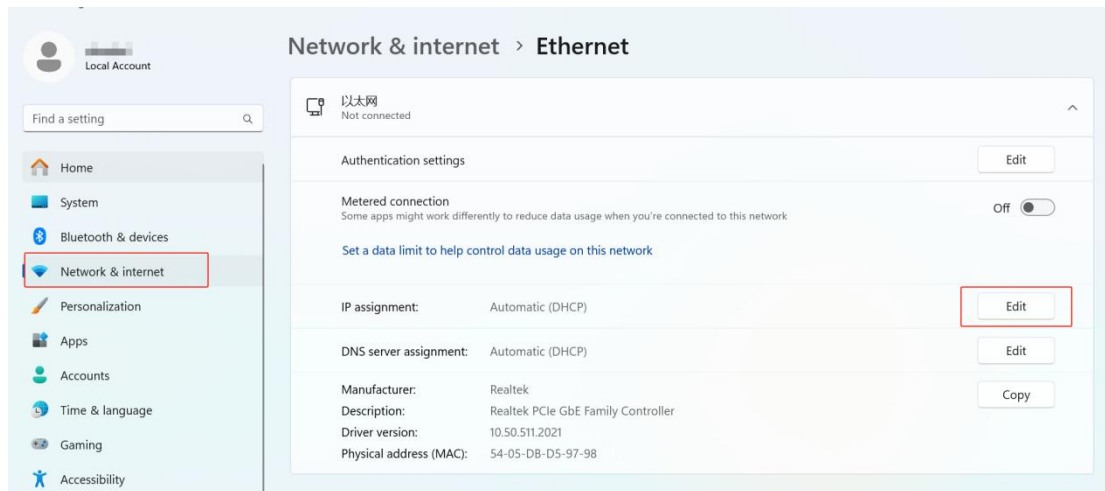 Local Account
Find a setting
Home
System
Bluetooth & devices
Network & internet
Personalization
Apps
Accounts
Time & language
Gaming
Accessibility
Network & internet > Ethernet
以太网
Not connected
Authentication settings Edit
Metered connection
Some apps might work differently to reduce data usage when you're connected to this network
Off
Set a data limit to help control data usage on this network
IP assignment: Automatic (DHCP) Edit
DNS server assignment: Automatic (DHCP) Edit
Manufacturer: Realtek Copy
Description: Realtek PCIe GbE Family Controller
Driver version: 10.50.511.2021
Physical address (MAC): 54-05-DB-D5-97-98